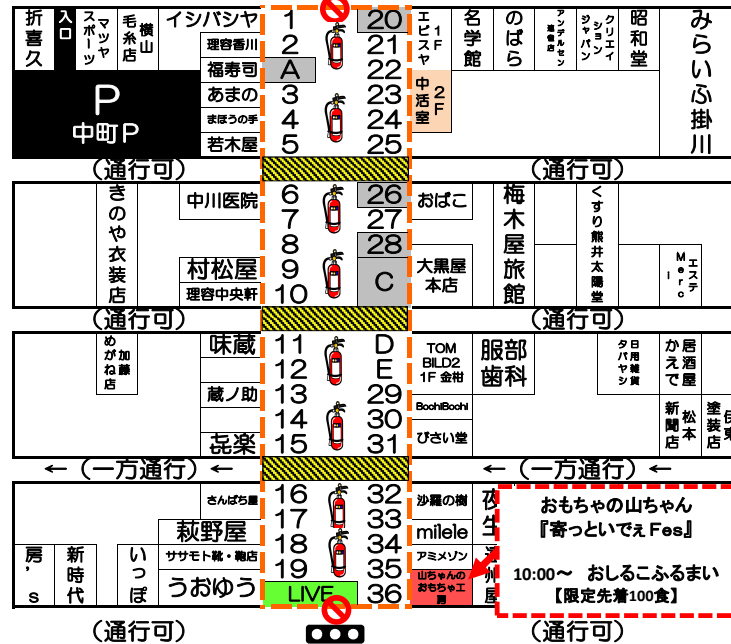 折喜久
入口
マツヤスポーツ
横山毛糸店
イシバシヤ
理容香川
福寿司
あまの
まほうの手
若木屋
P
中町P
1
2
A
3
4
5
20
21
22
23
24
25
1F
エビスヤ
2F
中活室
名学館
のばら
アンデルセン
クリエイションジャパン
昭和堂
みらいふ掛川
(通行可)
(通行可)
きのや衣装店
中川医院
村松屋
理容中央軒
6
7
8
9
10
26
27
28
C
おばこ
大黒屋
本店
梅木屋旅館
くすり熊井太陽堂
エステ
Merci
(通行可)
(通行可)
加藤めがね店
味蔵
蔵ノ助
㐂楽
11
12
13
14
15
D
E
29
30
31
TOM
BILD2
1F 金柑
BochiBochi
びさい堂
服部
歯科
日用雑貨
タバヤシ
居酒屋
かえで
松本新聞店
伊東塗装店
← (一方通行) ←
← (一方通行) ←
房's
新時代
いっぽ
さんぱち屋
萩野屋
ササモト靴・鞄店
うおゆう
16
17
18
19
LIVE
32
33
34
35
36
沙羅の樹
milele
アミメゾン
山ちゃんの
おもちゃ工
房
おもちゃの山ちゃん
『寄っといでぇFes』
10:00~ おしるこふるまい
【限定先着100食】
(通行可)
(通行可)